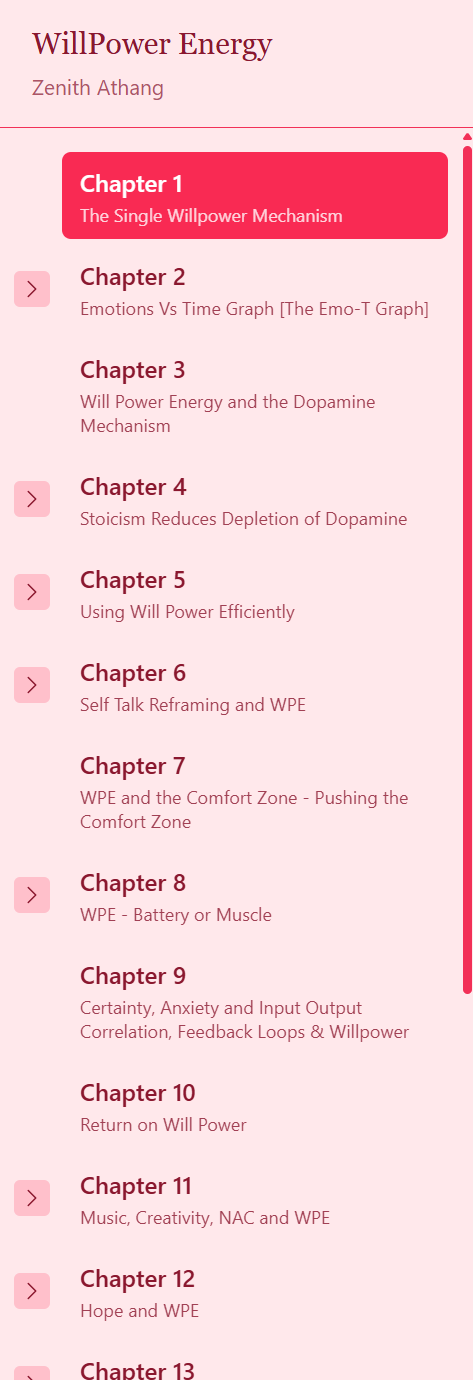 WillPower Energy
Zenith Athang
Chapter 1
The Single Willpower Mechanism
Chapter 2
Emotions Vs Time Graph [The Emo-T Graph]
Chapter 3
Will Power Energy and the Dopamine
Mechanism
Chapter 4
Stoicism Reduces Depletion of Dopamine
Chapter 5
Using Will Power Efficiently
Chapter 6
Self Talk Reframing and WPE
Chapter 7
WPE and the Comfort Zone - Pushing the
Comfort Zone
Chapter 8
WPE - Battery or Muscle
Chapter 9
Certainty, Anxiety and Input Output
Correlation, Feedback Loops & Willpower
Chapter 10
Return on Will Power
Chapter 11
Music, Creativity, NAC and WPE
Chapter 12
Hope and WPE
Chapter 13